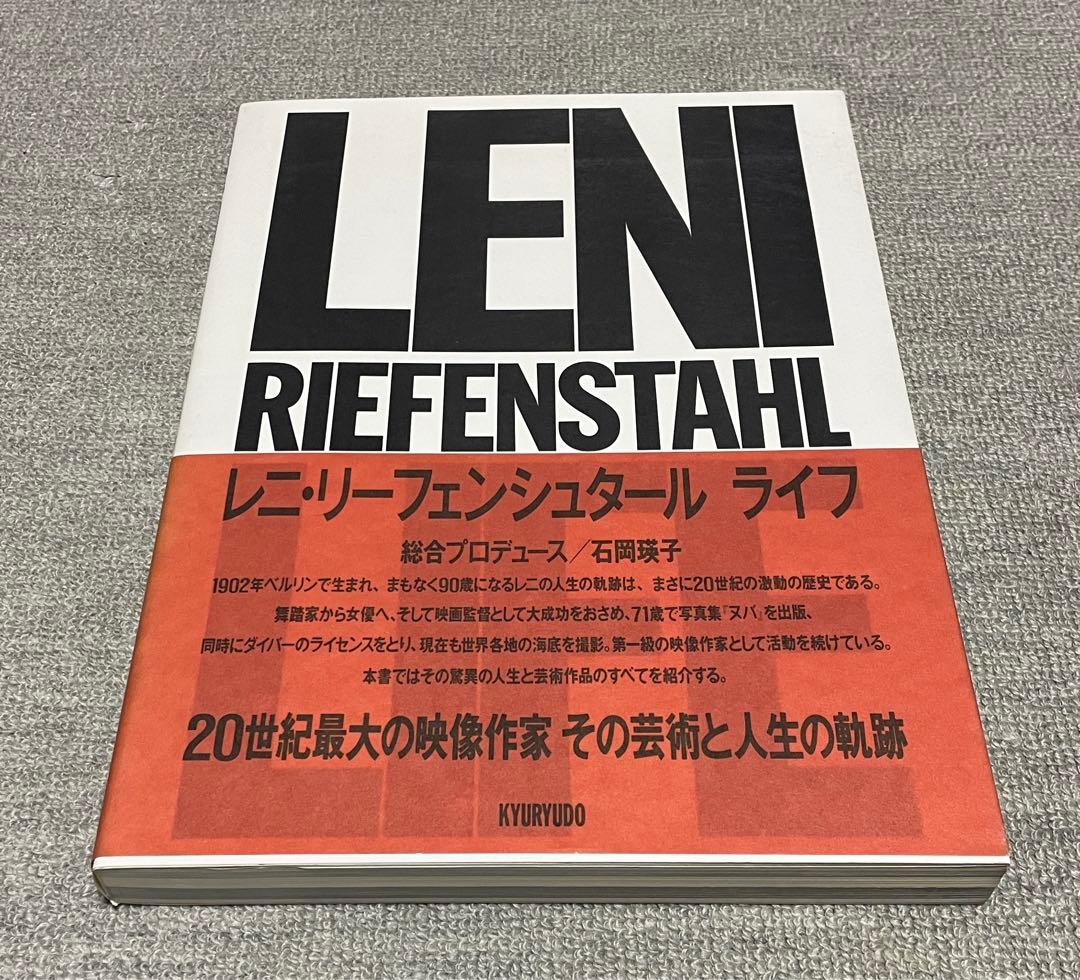 LENI
RIEFENSTAHL
LIFE
レニ・リーフェンシュタール ライフ
総合プロデュース/石岡瑛子
1902年ベルリンで生まれ、まもなく90歳になるレニの人生の軌跡は、まさに20世紀の激動の歴史である。
舞踏家から女優へ、そして映画監督として大成功をおさめ、71歳で写真集『ヌバ』を出版、
同時にダイバーのライセンスをとり、現在も世界各地の海底を撮影。第一級の映像作家として活動を続けている。
本書ではその驚異の人生と芸術作品のすべてを紹介する。
20世紀最大の映像作家 その芸術と人生の軌跡
KYURYUDO